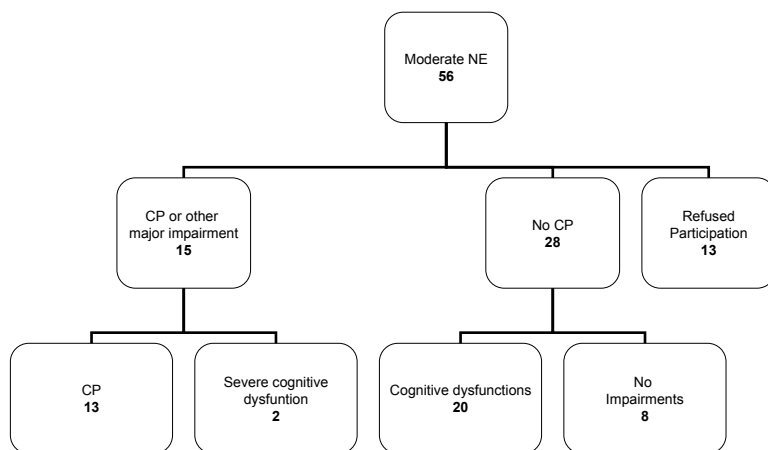 Moderate NE
56
CP or other
major impairment
15
No CP
28
Refused
Participation
13
CP
13
Severe cognitive
dysfuntion
2
Cognitive dysfunctions
20
No
Impairments
8